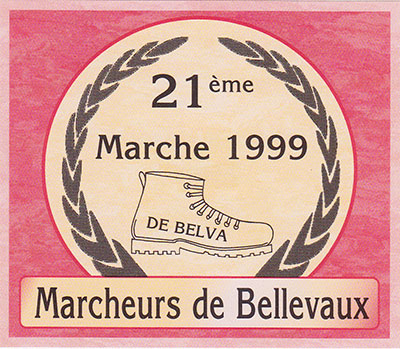 21ème
Marche 1999
DE BELVA
Marcheurs de Bellevaux